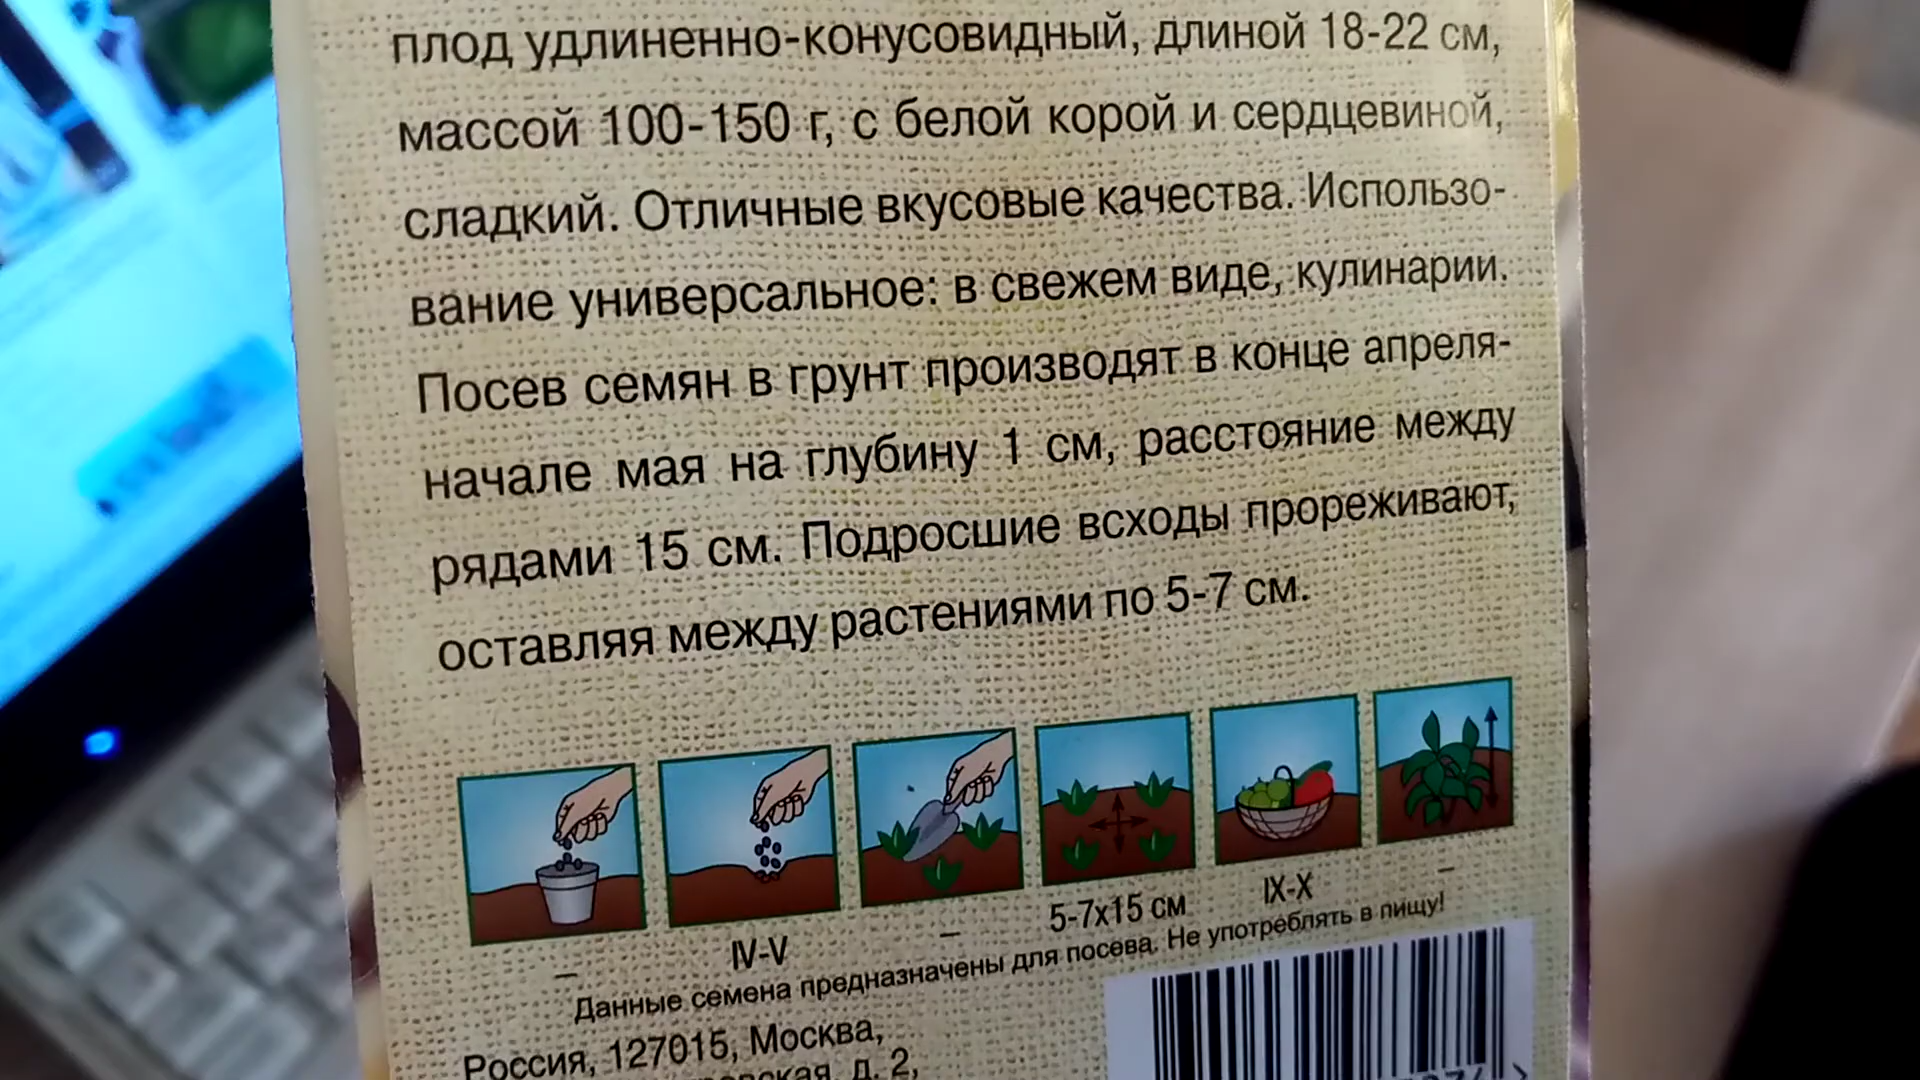 плод удлиненно-конусовидный, длиной 18-22 см,
массой 100-150 г, с белой корой и сердцевиной,
сладкий. Отличные вкусовые качества. Использо-
вание универсальное: в свежем виде, кулинарии.
Посев семян в грунт производят в конце апреля-
начале мая на глубину 1 см, расстояние между
рядами 15 см. Подросшие всходы прореживают,
оставляя между растениями по 5-7 см.
– IV-V – 5-7х15 см IX-X –
Данные семена предназначены для посева. Не употреблять в пищу!
Россия, 127015, Москва,
д. 2,